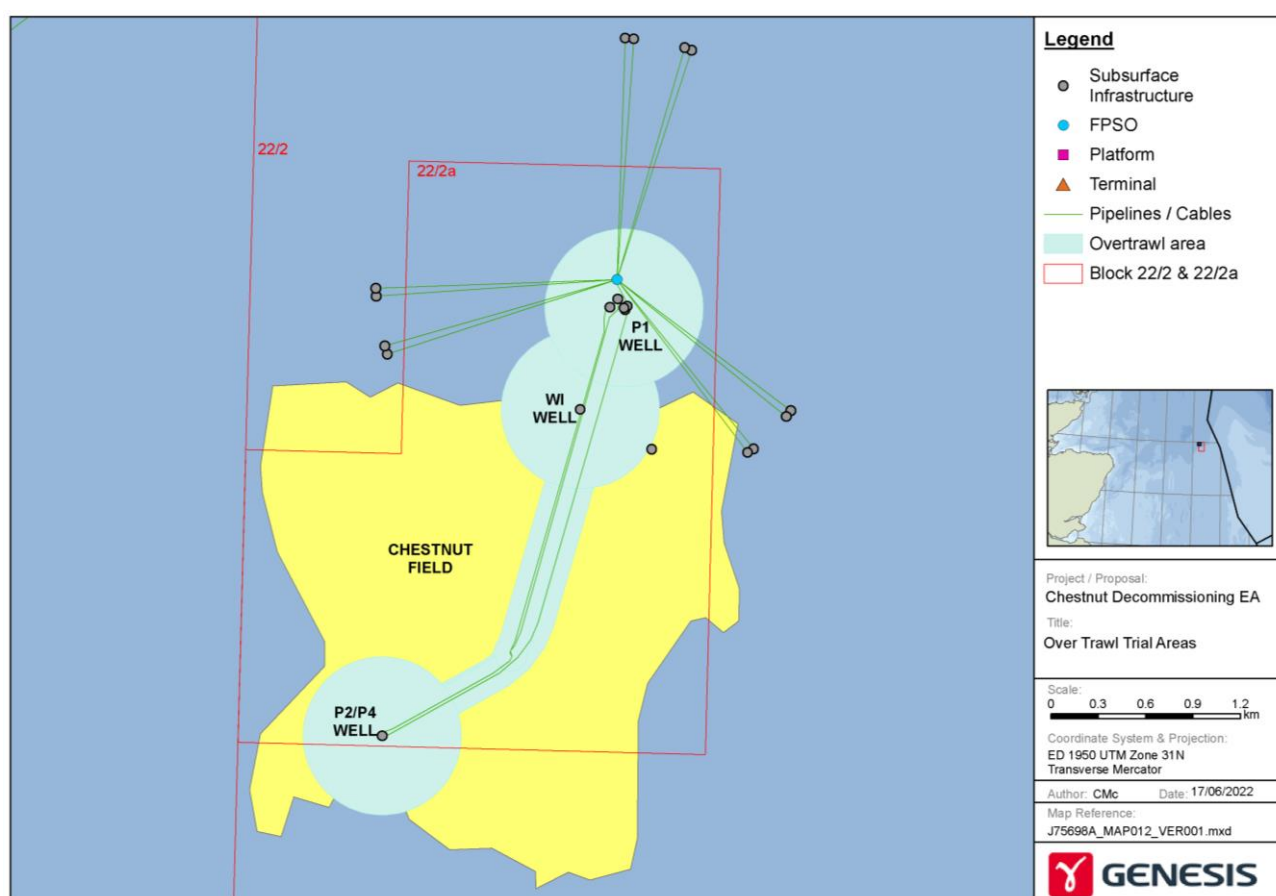 22/2
22/2a
P1
WELL
WI
WELL
CHESTNUT
FIELD
P2/P4
WELL
Legend
Subsurface
Infrastructure
FPSO
Platform
Terminal
Pipelines / Cables
Overtrawl area
Block 22/2 & 22/2a
Project / Proposal:
Chestnut Decommissioning EA
Title:
Over Trawl Trial Areas
Scale:
0 0.3 0.6 0.9 1.2
km
Coordinate System & Projection:
ED 1950 UTM Zone 31N
Transverse Mercator
Author: CMc Date: 17/06/2022
Map Reference:
J75698A_MAP012_VER001.mxd
GENESIS